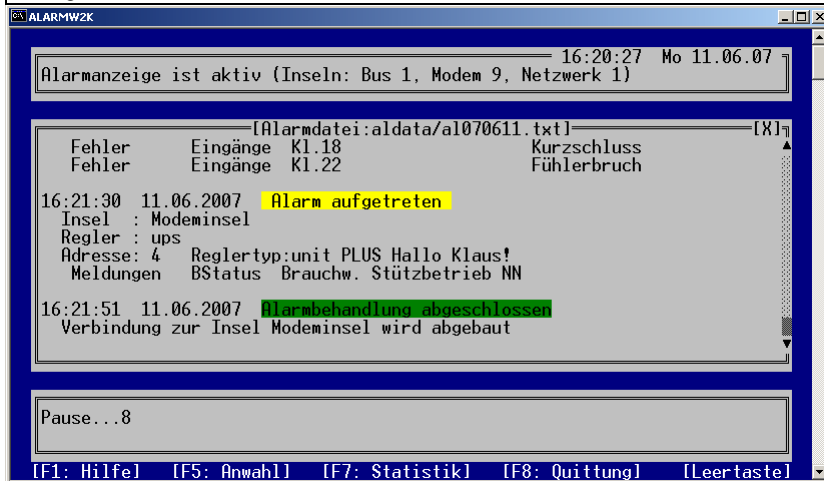 ALARMW2K
16:20:27 Mo 11.06.07
Alarmanzeige ist aktiv (Inseln: Bus 1, Modem 9, Netzwerk 1)
[Alarmdatei:aldata/al070611.txt] [X]
Fehler Eingänge Kl.18 Kurzschluss
Fehler Eingänge Kl.22 Fühlerbruch
16:21:30 11.06.2007 Alarm aufgetreten
Insel : Modeminsel
Regler : ups
Adresse: 4 Reglertyp:unit PLUS Hallo Klaus!
Meldungen BStatus Brauchw. Stützbetrieb NN
16:21:51 11.06.2007 Alarmbehandlung abgeschlossen
Verbindung zur Insel Modeminsel wird abgebaut
Pause...8
[F1: Hilfe] [F5: Anwahl] [F7: Statistik] [F8: Quittung] [Leertaste]